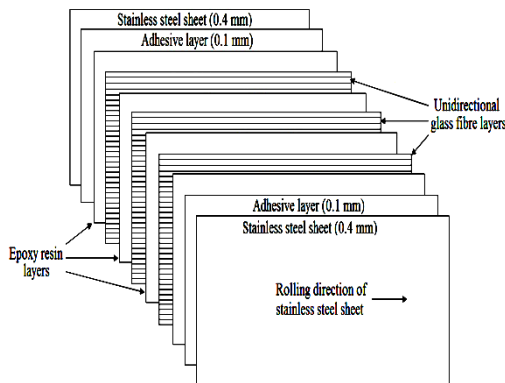 Stainless steel sheet (0.4 mm)
Adhesive layer (0.1 mm)
Unidirectional
glass fibre layers
Adhesive layer (0.1 mm)
Stainless steel sheet (0.4 mm)
Epoxy resin
layers
Rolling direction of
stainless steel sheet